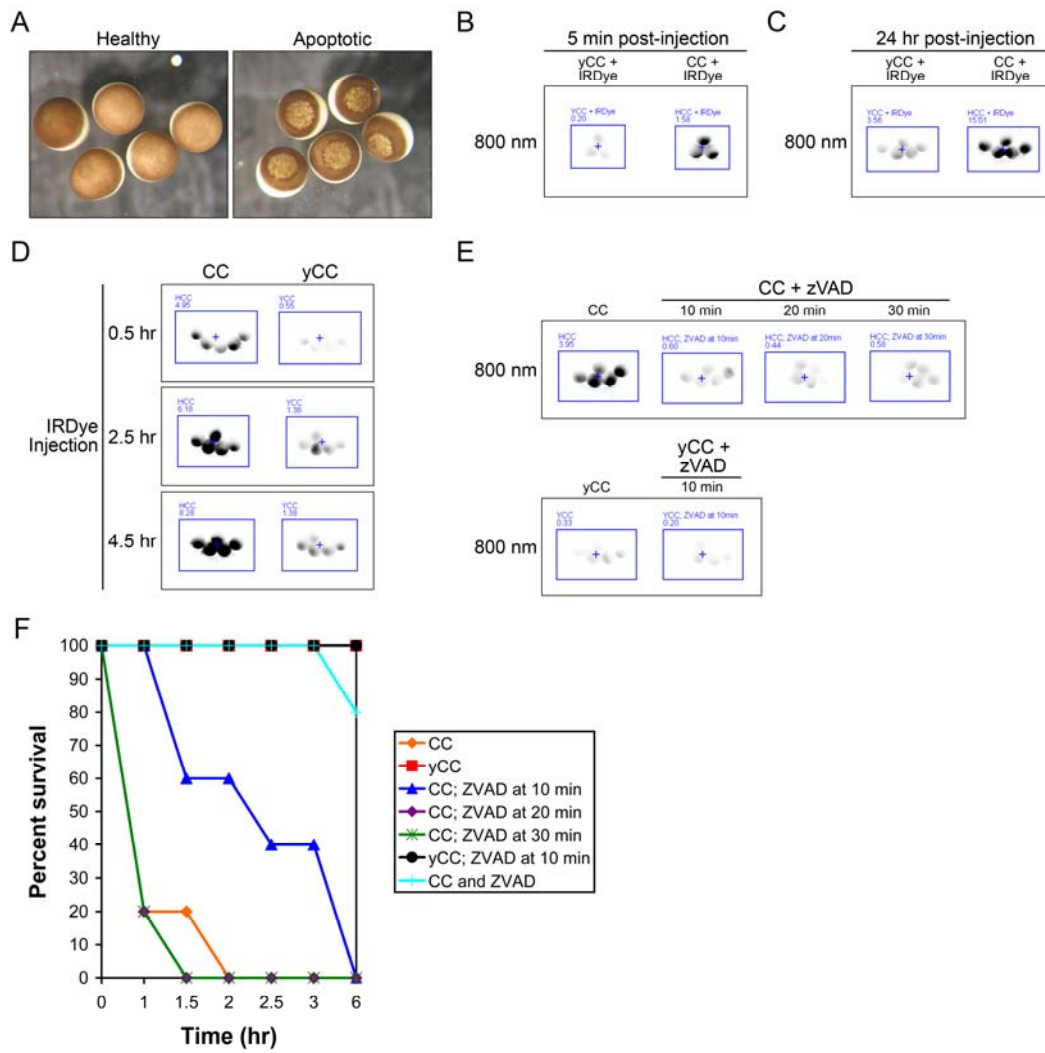 A
Healthy
Apoptotic
B
5 min post-injection
yCC +
IRDye
CC +
IRDye
800 nm
YCC + IRDye
0.20
HCC + IRDye
1.58
C
24 hr post-injection
yCC +
IRDye
CC +
IRDye
800 nm
YCC + IRDye
3.56
HCC + IRDye
15.01
D
CC
yCC
IRDye
Injection
0.5 hr
HCC
4.95
YCC
0.55
2.5 hr
HCC
6.18
YCC
1.36
4.5 hr
HCC
8.28
YCC
1.38
E
CC + zVAD
CC
10 min
20 min
30 min
800 nm
HCC
3.95
HCC; ZVAD at 10min
0.60
HCC; ZVAD at 20min
0.44
HCC; ZVAD at 30min
0.58
yCC +
zVAD
yCC
10 min
800 nm
YCC
0.33
YCC; ZVAD at 10min
0.20
F
Percent survival
100
90
80
70
60
50
40
30
20
10
0
0
1
1.5
2
2.5
3
6
Time (hr)
CC
yCC
CC; ZVAD at 10 min
CC; ZVAD at 20 min
CC; ZVAD at 30 min
yCC; ZVAD at 10 min
CC and ZVAD